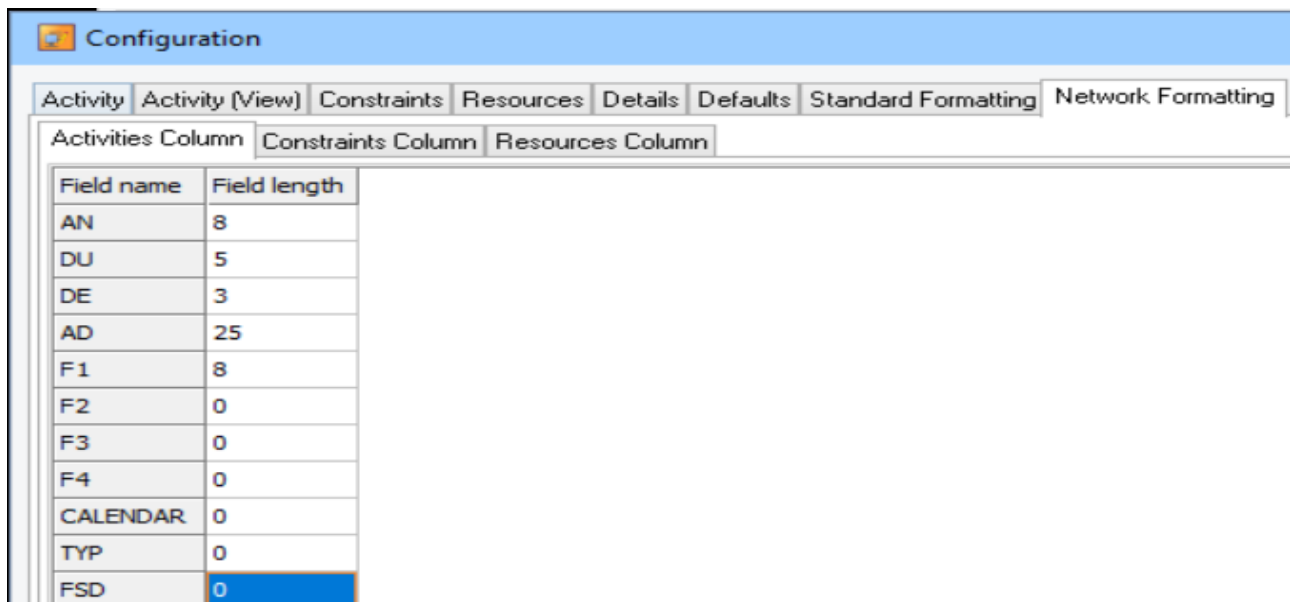 Configuration
Activity Activity (View) Constraints Resources Details Defaults Standard Formatting Network Formatting
Activities Column Constraints Column Resources Column
Field name Field length
AN 8
DU 5
DE 3
AD 25
F1 8
F2 0
F3 0
F4 0
CALENDAR 0
TYP 0
FSD 0